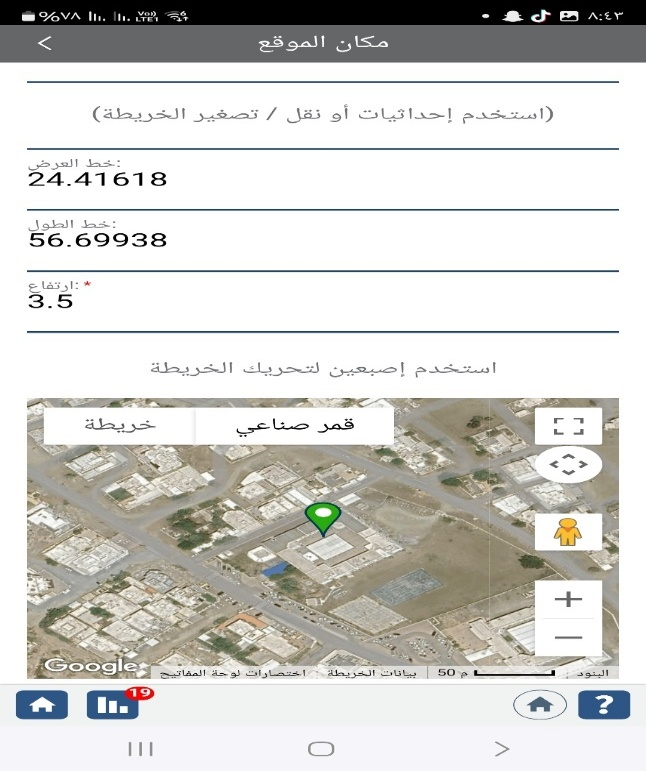 %٧٨ Vo)) LTE1 ٨:٤٣
مكان الموقع
(استخدم إحداثيات أو نقل / تصغير الخريطة)
خط العرض:
24.41618
خط الطول:
56.69938
ارتفاع: *
3.5
استخدم إصبعين لتحريك الخريطة
خريطة قمر صناعي
Google اختصارات لوحة المفاتيح بيانات الخريطة 50 م البنود
19
?